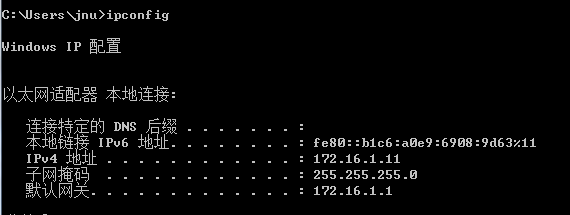 C:\Users\jnu>ipconfig
Windows IP 配置
以太网适配器 本地连接:
连接特定的 DNS 后缀 . . . . . . . :
本地链接 IPv6 地址. . . . . . . . : fe80::b1c6:a0e9:6908:9d63%11
IPv4 地址 . . . . . . . . . . . . : 172.16.1.11
子网掩码 . . . . . . . . . . . . : 255.255.255.0
默认网关. . . . . . . . . . . . . : 172.16.1.1